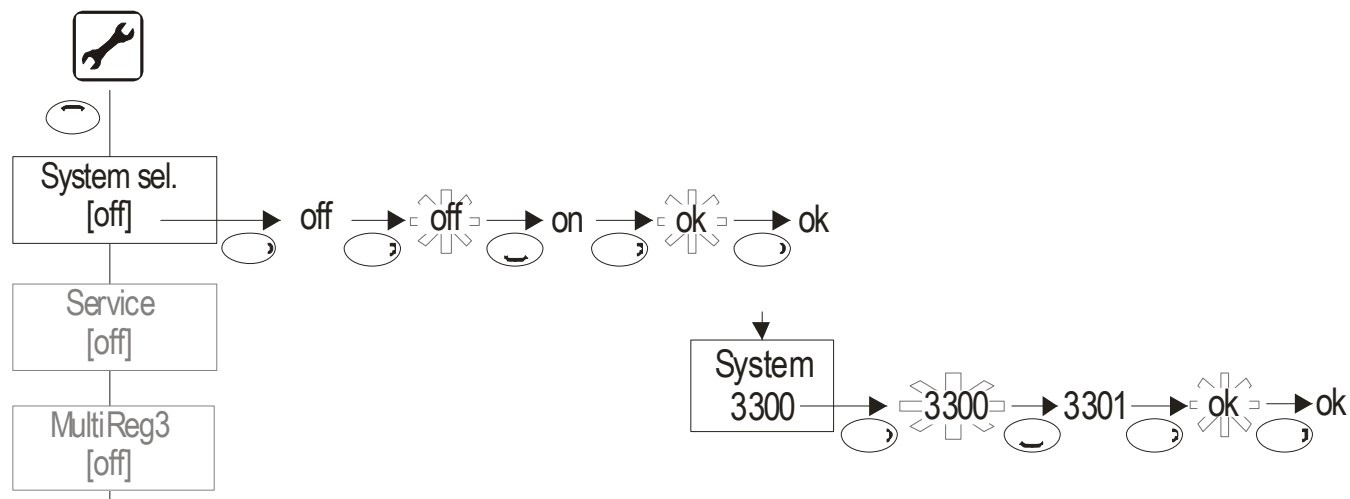 System sel.
[off]
off off on ok ok
Service
[off]
System
3300 3300 3301 ok ok
MultiReg3
[off]